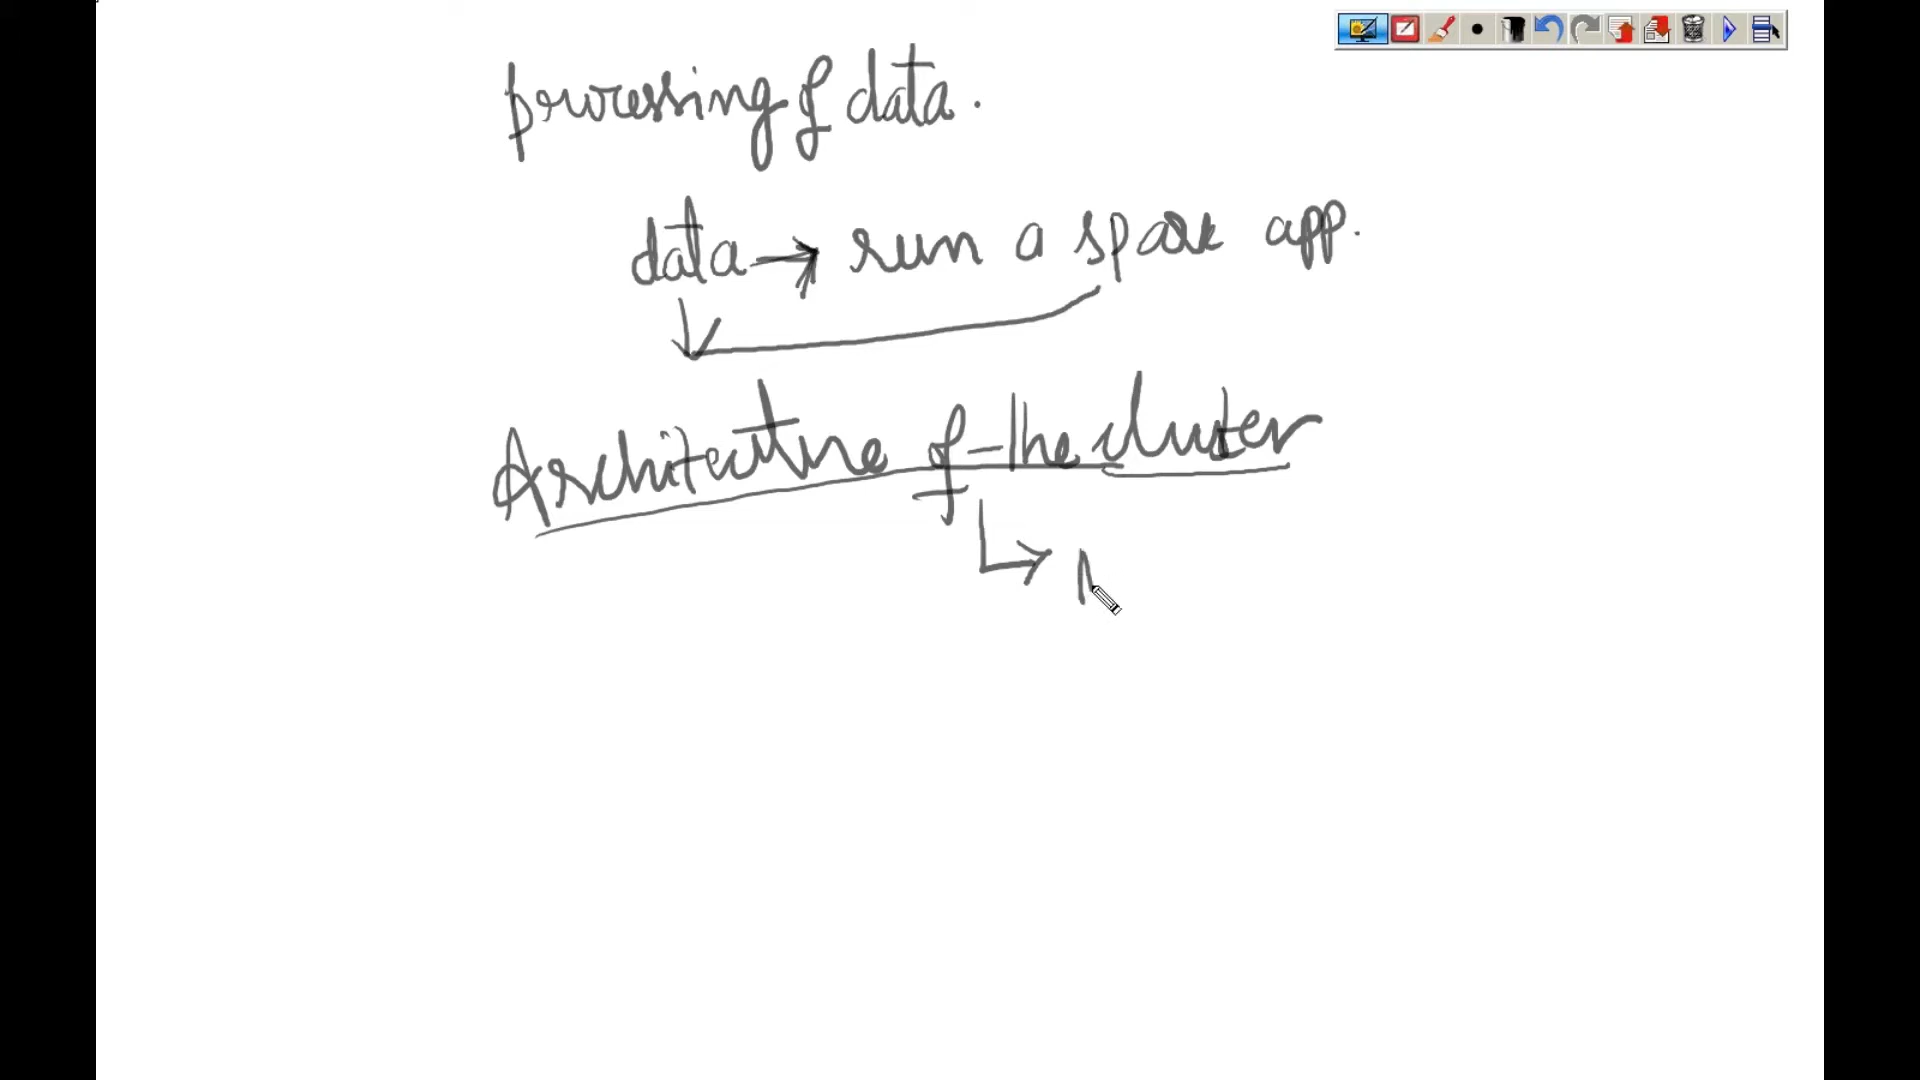 processing of data.
data → run a spark app.
Architecture of the cluster